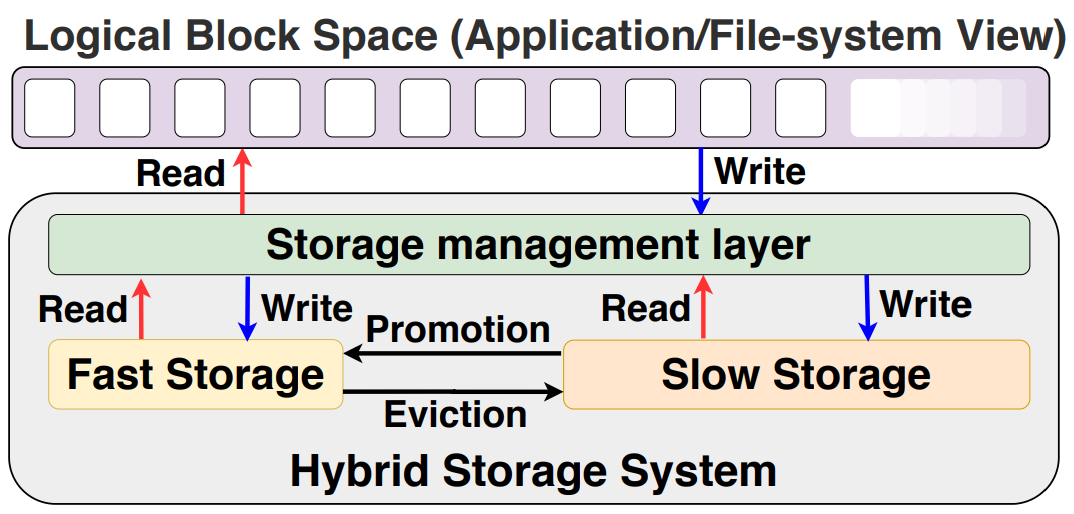 Logical Block Space (Application/File-system View)
Read
Write
Storage management layer
Read
Write
Promotion
Read
Write
Fast Storage
Slow Storage
Eviction
Hybrid Storage System